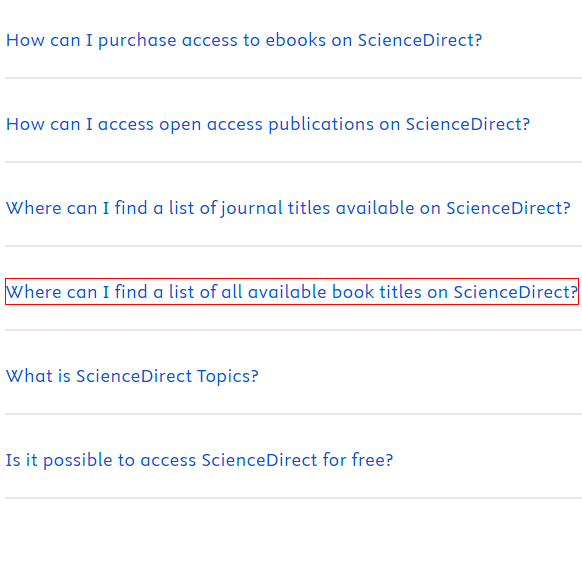 How can I purchase access to ebooks on ScienceDirect?
How can I access open access publications on ScienceDirect?
Where can I find a list of journal titles available on ScienceDirect?
Where can I find a list of all available book titles on ScienceDirect?
What is ScienceDirect Topics?
Is it possible to access ScienceDirect for free?